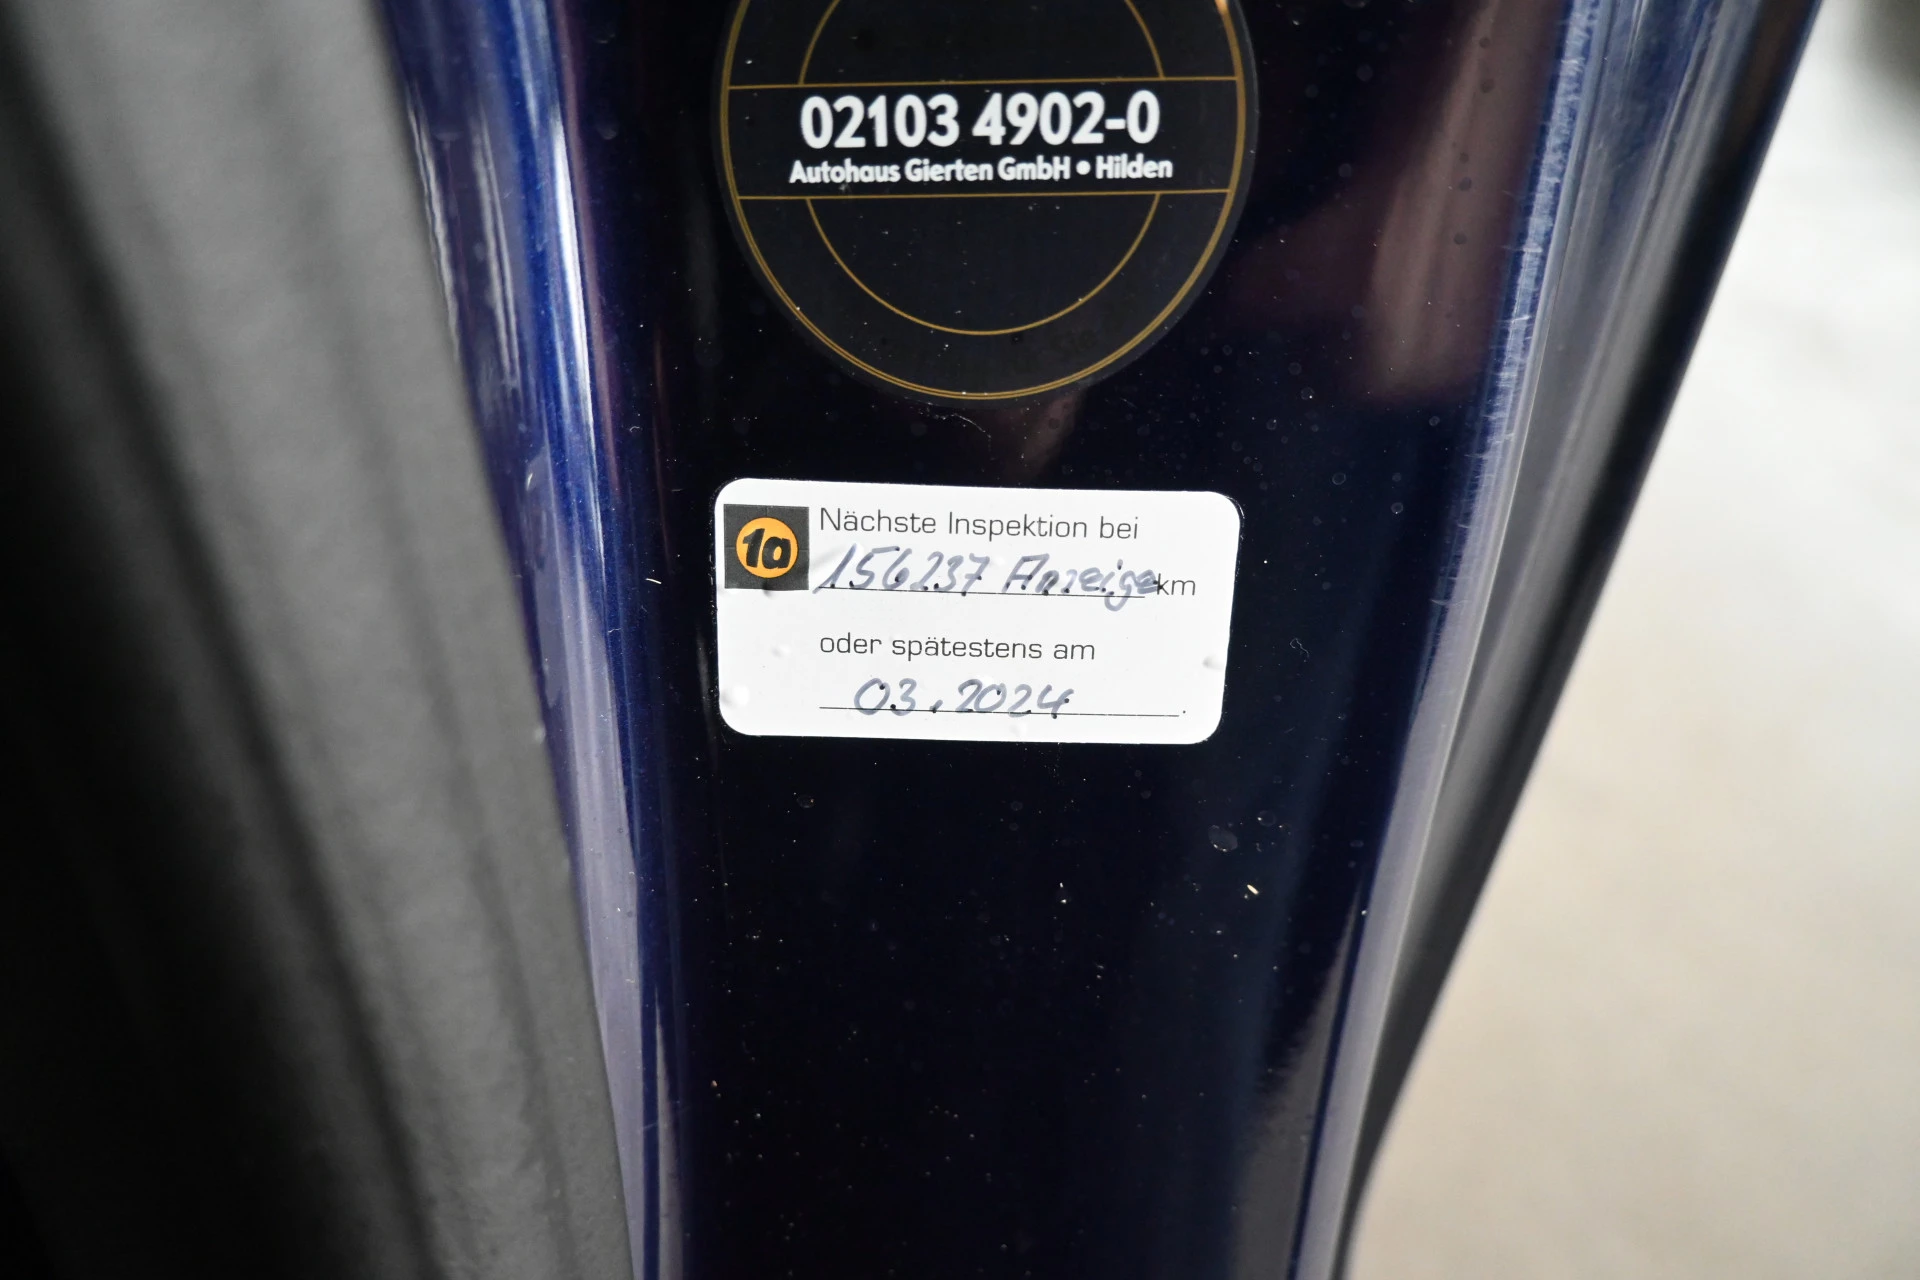 02103 4902-0
Autohaus Gierten GmbH • Hilden
1a
Nächste Inspektion bei
156237 Anzeige km
oder spätestens am
03.2024.